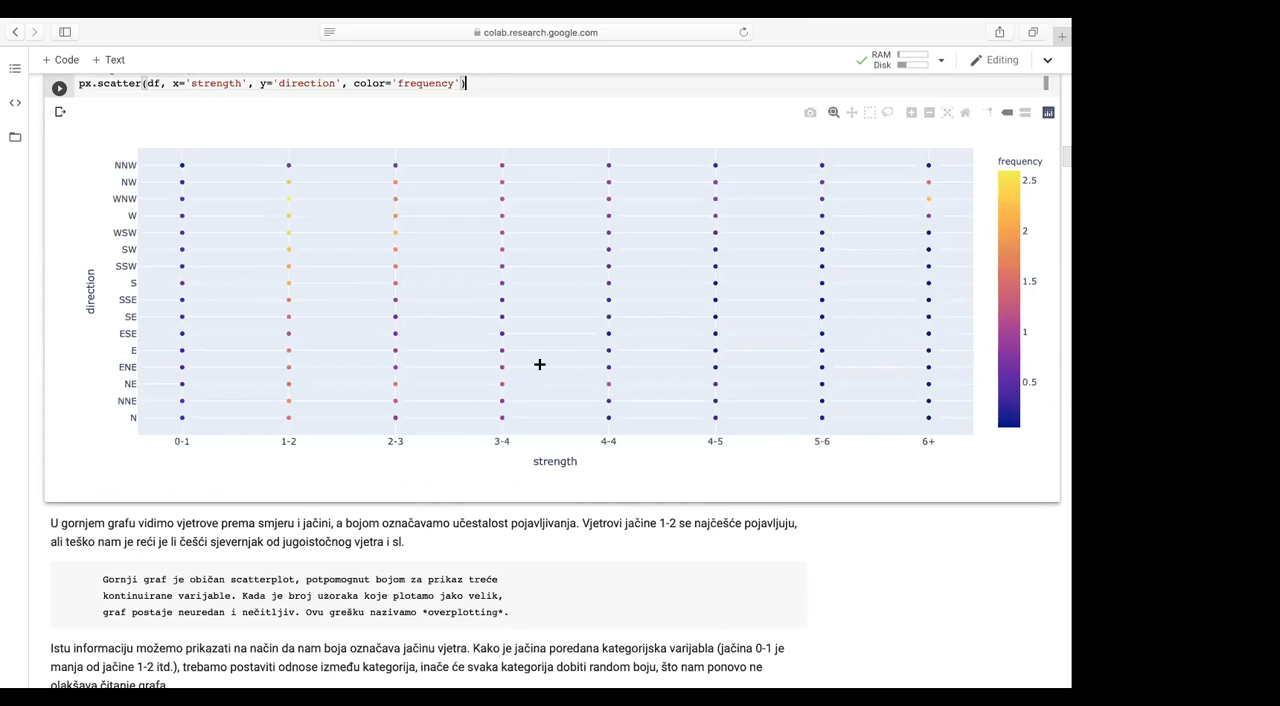 colab.research.google.com
+ Code + Text
RAM
Disk
Editing
px.scatter(df, x='strength', y='direction', color='frequency')
frequency
2.5
2
1.5
1
0.5
direction
NNW
NW
WNW
W
WSW
SW
SSW
S
SSE
SE
ESE
E
ENE
NE
NNE
N
0-1 1-2 2-3 3-4 4-4 4-5 5-6 6+
strength
U gornjem grafu vidimo vjetrove prema smjeru i jačini, a bojom označavamo učestalost pojavljivanja. Vjetrovi jačine 1-2 se najčešće pojavljuju,
ali teško nam je reći je li češći sjevernjak od jugoistočnog vjetra i sl.
Gornji graf je običan scatterplot, potpomognut bojom za prikaz treće
kontinuirane varijable. Kada je broj uzoraka koje plotamo jako velik,
graf postaje neuredan i nečitljiv. Ovu grešku nazivamo *overplotting*.
Istu informaciju možemo prikazati na način da nam boja označava jačinu vjetra. Kako je jačina poredana kategorijska varijabla (jačina 0-1 je
manja od jačine 1-2 itd.), trebamo postaviti odnose između kategorija, inače će svaka kategorija dobiti random boju, što nam ponovo ne
olakšava čitanje grafa